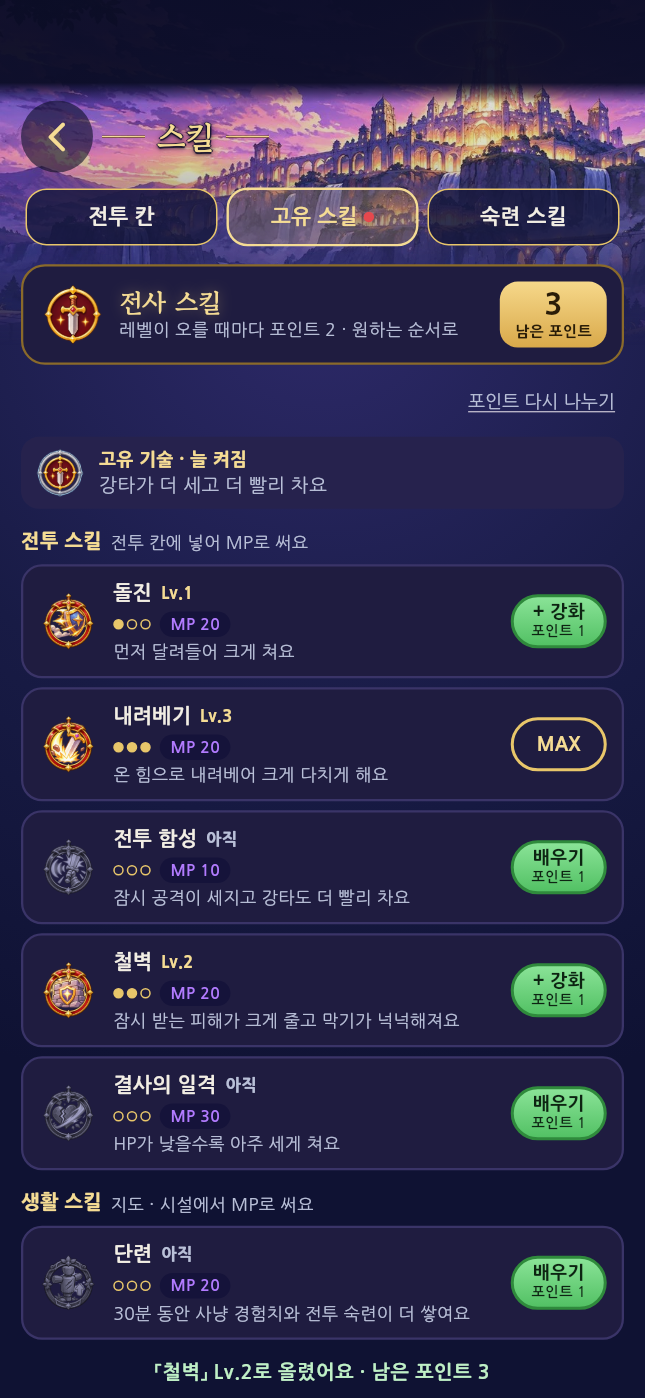 스킬
전투 칸
고유 스킬
숙련 스킬
전사 스킬
레벨이 오를 때마다 포인트 2 · 원하는 순서로
3
남은 포인트
포인트 다시 나누기
고유 기술 · 늘 켜짐
강타가 더 세고 더 빨리 차요
전투 스킬 전투 칸에 넣어 MP로 써요
돌진 Lv.1
MP 20
먼저 달려들어 크게 쳐요
+ 강화
포인트 1
내려베기 Lv.3
MP 20
온 힘으로 내려베어 크게 다치게 해요
MAX
전투 함성 아직
MP 10
잠시 공격이 세지고 강타도 더 빨리 차요
배우기
포인트 1
철벽 Lv.2
MP 20
잠시 받는 피해가 크게 줄고 막기가 넉넉해져요
+ 강화
포인트 1
결사의 일격 아직
MP 30
HP가 낮을수록 아주 세게 쳐요
배우기
포인트 1
생활 스킬 지도 · 시설에서 MP로 써요
단련 아직
MP 20
30분 동안 사냥 경험치와 전투 숙련이 더 쌓여요
배우기
포인트 1
「철벽」 Lv.2로 올렸어요 · 남은 포인트 3